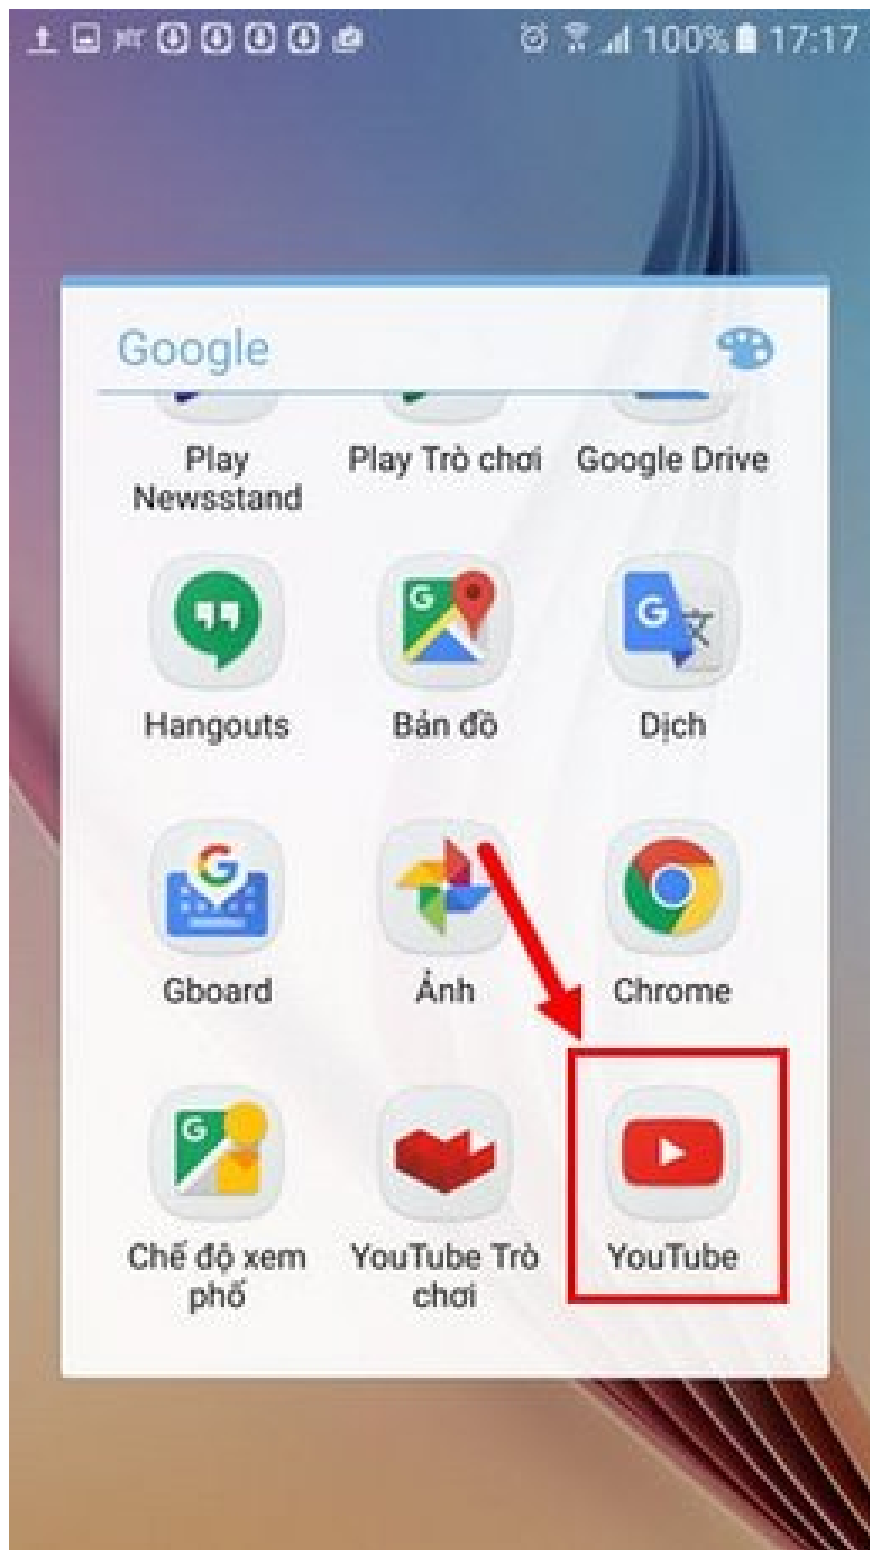 100% 17:17
Google
Play Play Trò chơi Google Drive
Newsstand
Hangouts Bản đồ Dịch
Gboard Ảnh Chrome
Chế độ xem YouTube Trò YouTube
phố chơi